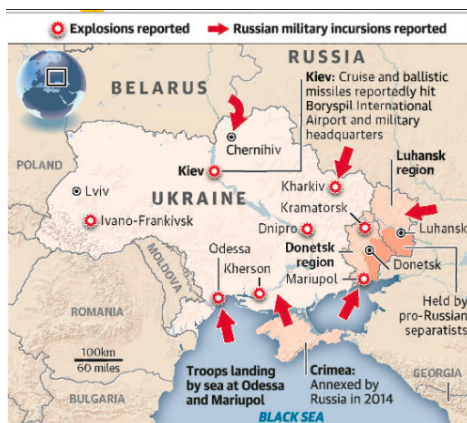 Explosions reported
Russian military incursions reported
RUSSIA
BELARUS
Kiev: Cruise and ballistic
missiles reportedly hit
Boryspil International
Airport and military
headquarters
Chernihiv
Luhansk
region
POLAND
Kiev
Kharkiv
Lviv
UKRAINE
Kramatorsk
Ivano-Frankivsk
Dnipro
Luhansk
Odessa
Donetsk
region
Donetsk
MOLDOVA
Kherson
Mariupol
Held by
pro-Russian
separatists
ROMANIA
100km
60 miles
Troops landing
by sea at Odessa
and Mariupol
Crimea:
Annexed by
Russia in 2014
GEORGIA
BULGARIA
BLACK SEA